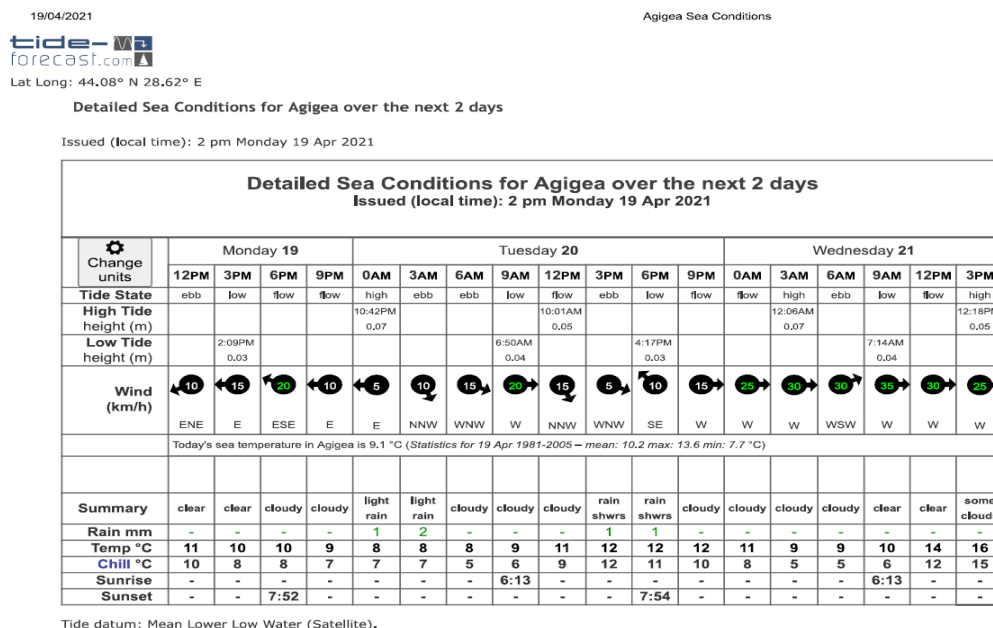 19/04/2021 Agigea Sea Conditions
tide-
forecast.com
Lat Long: 44.08° N 28.62° E
Detailed Sea Conditions for Agigea over the next 2 days
Issued (local time): 2 pm Monday 19 Apr 2021
Detailed Sea Conditions for Agigea over the next 2 days
Issued (local time): 2 pm Monday 19 Apr 2021
Change units Monday 19 Tuesday 20 Wednesday 21
12PM 3PM 6PM 9PM 0AM 3AM 6AM 9AM 12PM 3PM 6PM 9PM 0AM 3AM 6AM 9AM 12PM 3PM
Tide State ebb low flow flow high ebb ebb low flow ebb low flow flow high ebb low flow high
High Tide height (m) 10:42PM 0.07 10:01AM 0.05 12:06AM 0.07 12:18PM 0.05
Low Tide height (m) 2:09PM 0.03 6:50AM 0.04 4:17PM 0.03 7:14AM 0.04
Wind (km/h) 10 15 20 10 5 10 15 20 15 5 10 15 25 30 30 35 30 25
ENE E ESE E E NNW WNW W NNW WNW SE W W W WSW W W W
Today's sea temperature in Agigea is 9.1 °C (Statistics for 19 Apr 1981-2005 – mean: 10.2 max: 13.6 min: 7.7 °C)
Summary clear clear cloudy cloudy light rain light rain cloudy cloudy cloudy rain shwrs rain shwrs cloudy cloudy cloudy cloudy clear clear some clouds
Rain mm - - - - 1 2 - - - 1 1 - - - - - - -
Temp °C 11 10 10 9 8 8 8 9 11 12 12 12 11 9 9 10 14 16
Chill °C 10 8 8 7 7 7 5 6 9 12 11 10 8 5 5 6 12 15
Sunrise - - - - - - - 6:13 - - - - - - - 6:13 - -
Sunset - - 7:52 - - - - - - - 7:54 - - - - - - -
Tide datum: Mean Lower Low Water (Satellite).